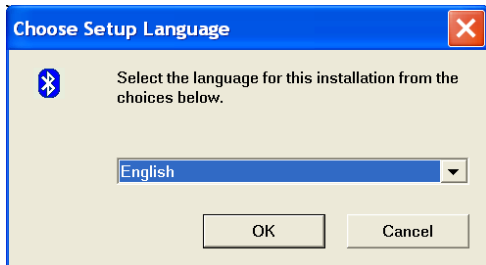 Choose Setup Language
Select the language for this installation from the
choices below.
English
OK
Cancel